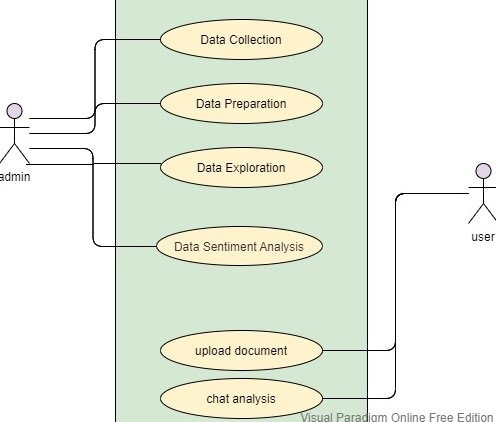 Data Collection
Data Preparation
Data Exploration
admin
Data Sentiment Analysis
user
upload document
chat analysis
Visual Paradigm Online Free Edition